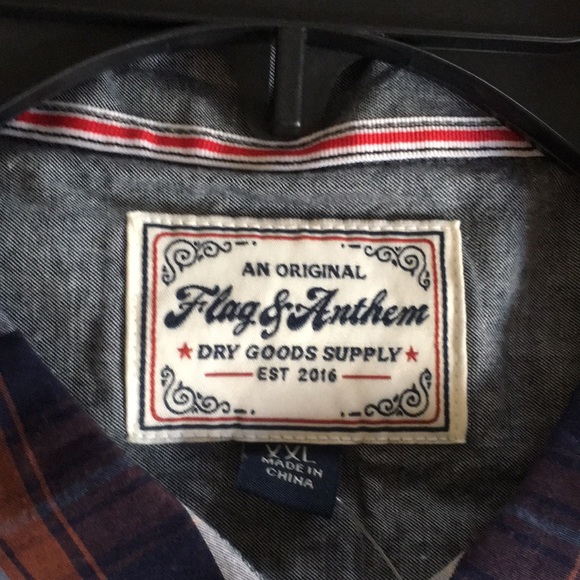 AN ORIGINAL
Flag & Anthem
★ DRY GOODS SUPPLY ★
EST 2016
XXL
MADE IN
CHINA